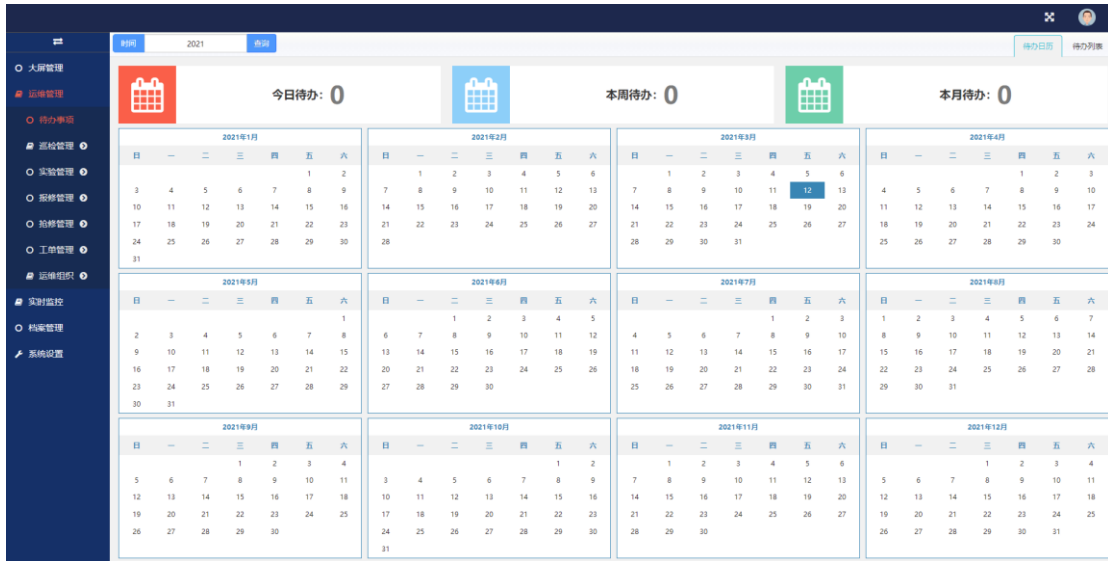 时间 2021 查询 待办日历 待办列表
大屏管理
运维管理
待办事项
巡检管理
实验管理
报修管理
抢修管理
工单管理
运维组织
实时监控
档案管理
系统设置
今日待办: 0 本周待办: 0 本月待办: 0
2021年1月
日 一 二 三 四 五 六
1 2
3 4 5 6 7 8 9
10 11 12 13 14 15 16
17 18 19 20 21 22 23
24 25 26 27 28 29 30
31
2021年2月
日 一 二 三 四 五 六
1 2 3 4 5 6
7 8 9 10 11 12 13
14 15 16 17 18 19 20
21 22 23 24 25 26 27
28
2021年3月
日 一 二 三 四 五 六
1 2 3 4 5 6
7 8 9 10 11 12 13
14 15 16 17 18 19 20
21 22 23 24 25 26 27
28 29 30 31
2021年4月
日 一 二 三 四 五 六
1 2 3
4 5 6 7 8 9 10
11 12 13 14 15 16 17
18 19 20 21 22 23 24
25 26 27 28 29 30
2021年5月
日 一 二 三 四 五 六
1
2 3 4 5 6 7 8
9 10 11 12 13 14 15
16 17 18 19 20 21 22
23 24 25 26 27 28 29
30 31
2021年6月
日 一 二 三 四 五 六
1 2 3 4 5
6 7 8 9 10 11 12
13 14 15 16 17 18 19
20 21 22 23 24 25 26
27 28 29 30
2021年7月
日 一 二 三 四 五 六
1 2 3
4 5 6 7 8 9 10
11 12 13 14 15 16 17
18 19 20 21 22 23 24
25 26 27 28 29 30 31
2021年8月
日 一 二 三 四 五 六
1 2 3 4 5 6 7
8 9 10 11 12 13 14
15 16 17 18 19 20 21
22 23 24 25 26 27 28
29 30 31
2021年9月
日 一 二 三 四 五 六
1 2 3 4
5 6 7 8 9 10 11
12 13 14 15 16 17 18
19 20 21 22 23 24 25
26 27 28 29 30
2021年10月
日 一 二 三 四 五 六
1 2
3 4 5 6 7 8 9
10 11 12 13 14 15 16
17 18 19 20 21 22 23
24 25 26 27 28 29 30
31
2021年11月
日 一 二 三 四 五 六
1 2 3 4 5 6
7 8 9 10 11 12 13
14 15 16 17 18 19 20
21 22 23 24 25 26 27
28 29 30
2021年12月
日 一 二 三 四 五 六
1 2 3 4
5 6 7 8 9 10 11
12 13 14 15 16 17 18
19 20 21 22 23 24 25
26 27 28 29 30 31